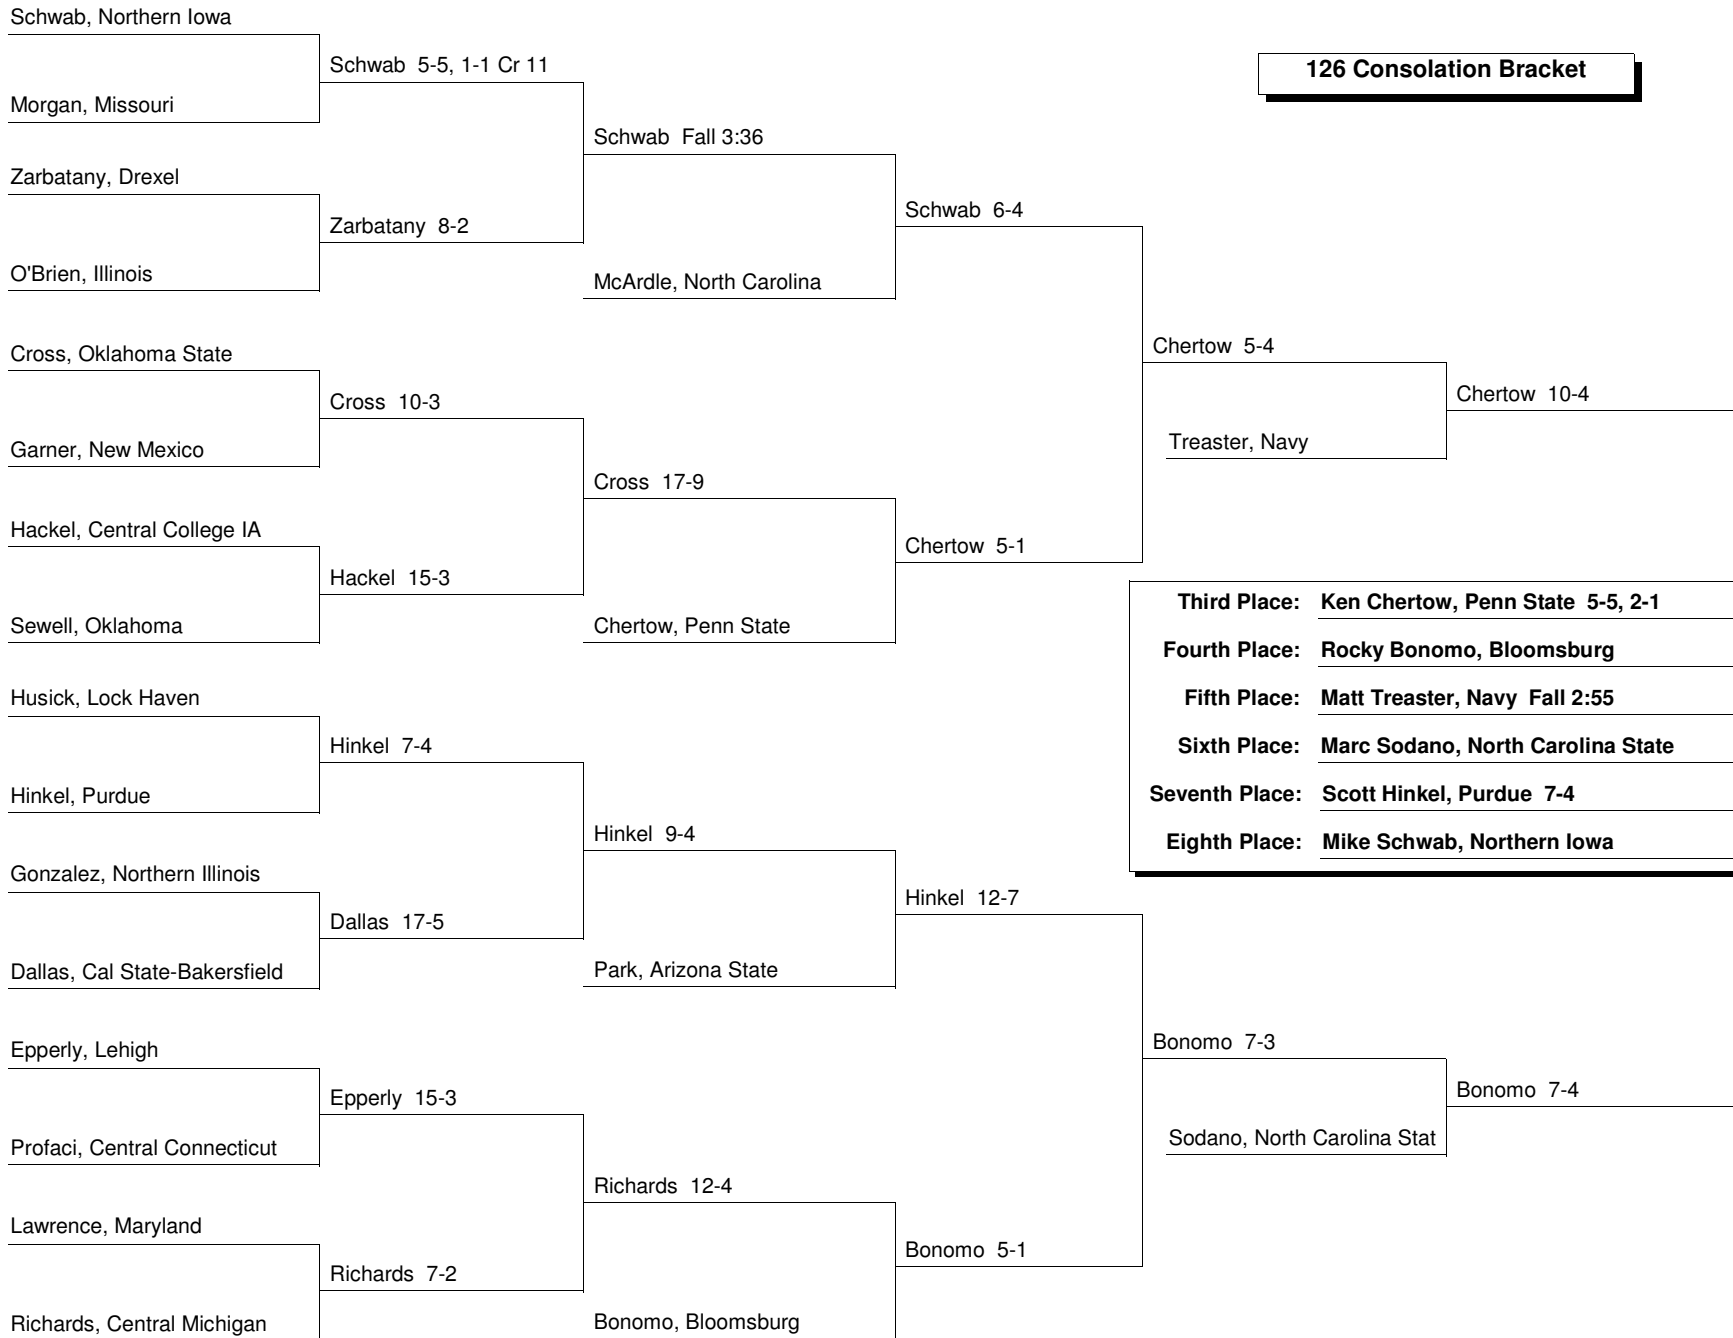 Schwab, Northern Iowa
Schwab  5-5, 1-1 Cr 11
126 Consolation Bracket
Morgan, Missouri
Schwab  Fall 3:36
Zarbatany, Drexel
Schwab  6-4
Zarbatany  8-2
O'Brien, Illinois
McArdle, North Carolina
Cross, Oklahoma State
Chertow  5-4
Cross  10-3
Chertow  10-4
Garner, New Mexico
Treaster, Navy
Cross  17-9
Hackel, Central College IA
Chertow  5-1
Hackel  15-3
Sewell, Oklahoma
Chertow, Penn State
Third Place: Ken Chertow, Penn State  5-5, 2-1
Fourth Place: Rocky Bonomo, Bloomsburg
Fifth Place: Matt Treaster, Navy  Fall 2:55
Sixth Place: Marc Sodano, North Carolina State
Seventh Place: Scott Hinkel, Purdue  7-4
Eighth Place: Mike Schwab, Northern Iowa
Husick, Lock Haven
Hinkel  7-4
Hinkel, Purdue
Hinkel  9-4
Gonzalez, Northern Illinois
Hinkel  12-7
Dallas  17-5
Dallas, Cal State-Bakersfield
Park, Arizona State
Epperly, Lehigh
Bonomo  7-3
Epperly  15-3
Bonomo  7-4
Profaci, Central Connecticut
Sodano, North Carolina Stat
Richards  12-4
Lawrence, Maryland
Bonomo  5-1
Richards  7-2
Richards, Central Michigan
Bonomo, Bloomsburg